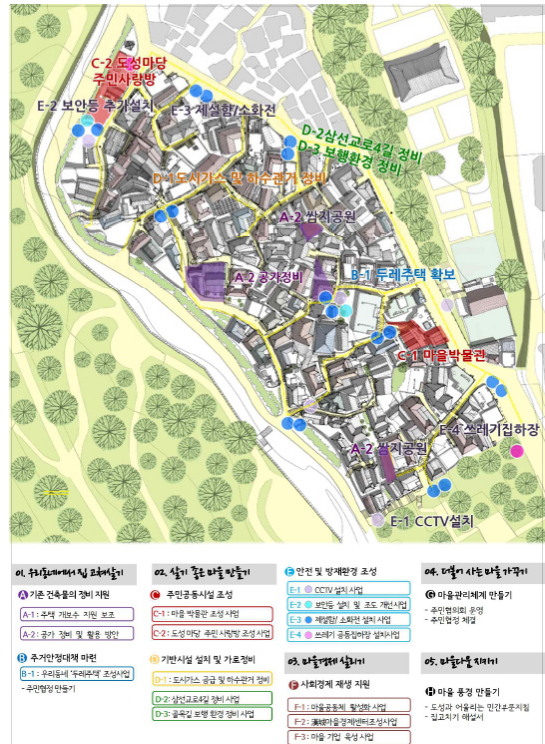 C-2 도성마당
주민사랑방
E-2 보안등 추가설치
E-3 제설함/소화전
D-2삼선교로4길 정비
D-3 보행환경 정비
D-1도시가스 및 하수관거 정비
A-2 쌈지공원
A-2 공가정비
B-1 두레주택 확보
C-1 마을박물관
E-4 쓰레기집하장
A-2 쌈지공원
E-1 CCTV설치
01. 우리동네에서 집 고쳐살기
A 기존 건축물의 정비 지원
A-1 : 주택 개보수 지원 보조
A-2 : 공가 정비 및 활용 방안
B 주거안정대책 마련
B-1 : 우리동네 '두레주택' 조성사업
- 주민협정 만들기
02. 살기 좋은 마을 만들기
C 주민공동시설 조성
C-1 : 마을 박물관 조성 사업
C-2 : 도성마당 주민 사랑방 조성 사업
기반시설 설치 및 가로정비
D-1 : 도시가스 공급 및 하수관거 정비
D-2 : 삼선교로4길 정비 사업
D-3 : 골목길 보행 환경 정비 사업
E 안전 및 방재환경 조성
E-1 CCTV 설치 사업
E-2 보안등 설치 및 조도 개선사업
E-3 제설함/ 소화전 설치 사업
E-4 쓰레기 공동집하장 설치사업
03. 마을경제 살리기
F 사회경제 재생 지원
F-1 : 마을공동체 활성화 사업
F-2 : 漢城마을경제센터조성사업
F-3 : 마을 기업 육성 사업
04. 더불어 사는 마을 가꾸기
G 마을관리체계 만들기
- 주민협의회 운영
- 주민협정 체결
05. 마을다움 지키기
H 마을 풍경 만들기
- 도성과 어울리는 민간부문지침
- 집고치기 해설서